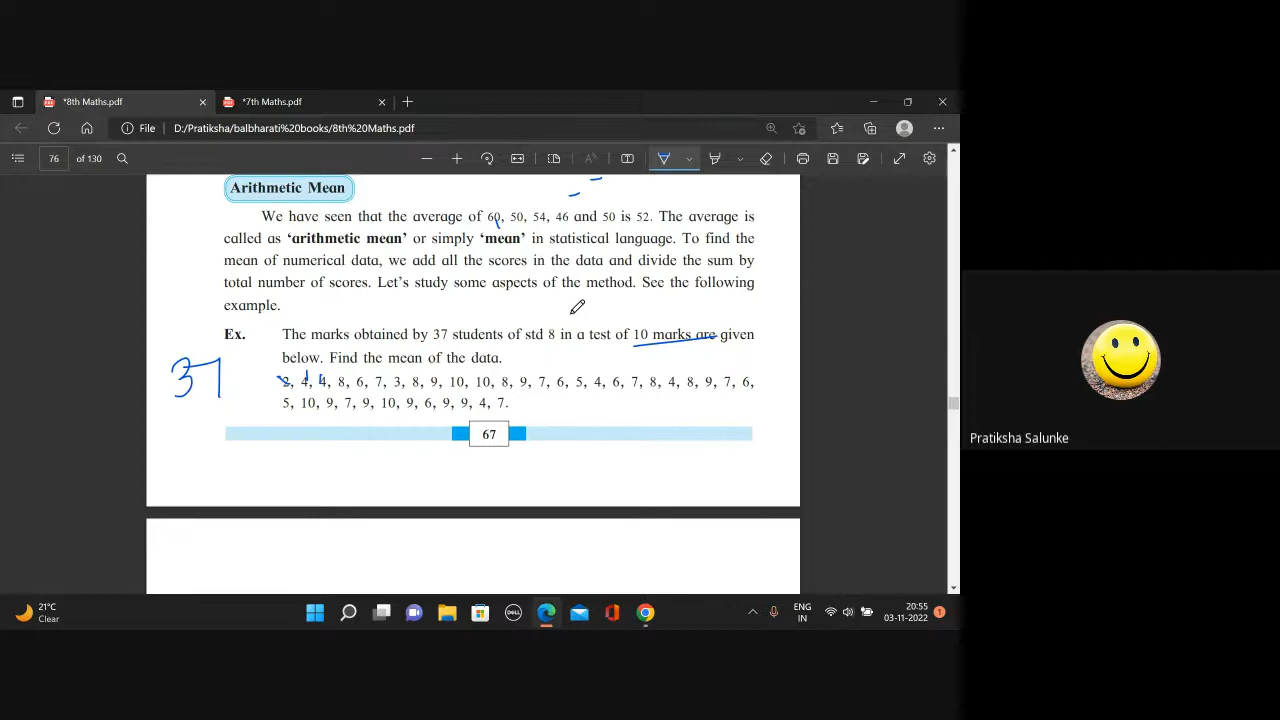 *8th Maths.pdf
*7th Maths.pdf
File D:/Pratiksha/balbharati%20books/8th%20Maths.pdf
76 of 130
Arithmetic Mean
We have seen that the average of 60, 50, 54, 46 and 50 is 52. The average is
called as ‘arithmetic mean’ or simply ‘mean’ in statistical language. To find the
mean of numerical data, we add all the scores in the data and divide the sum by
total number of scores. Let’s study some aspects of the method. See the following
example.
Ex. The marks obtained by 37 students of std 8 in a test of 10 marks are given
below. Find the mean of the data.
37
2, 4, 4, 8, 6, 7, 3, 8, 9, 10, 10, 8, 9, 7, 6, 5, 4, 6, 7, 8, 4, 8, 9, 7, 6,
5, 10, 9, 7, 9, 10, 9, 6, 9, 9, 4, 7.
67
Pratiksha Salunke
21°C
Clear
DELL
ENG
IN
20:55
03-11-2022
1